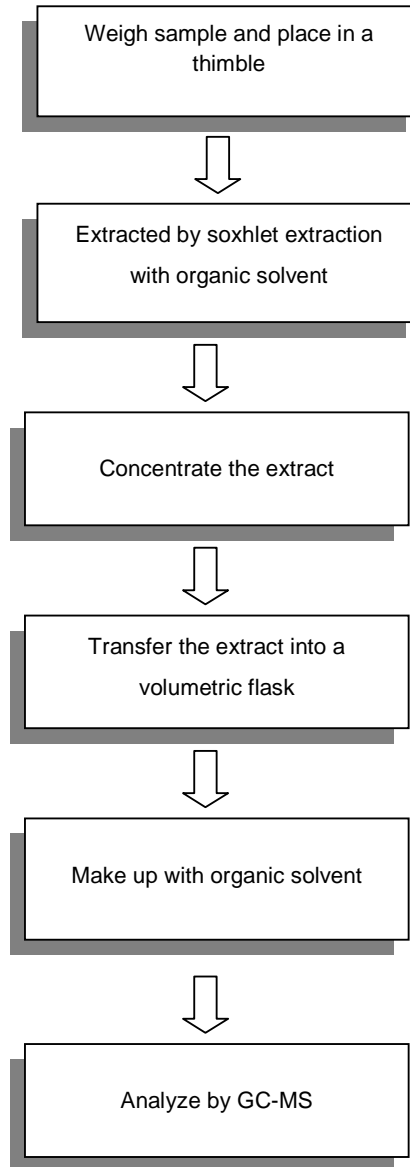 Weigh sample and place in a
thimble
Extracted by soxhlet extraction
with organic solvent
Concentrate the extract
Transfer the extract into a
volumetric flask
Make up with organic solvent
Analyze by GC-MS